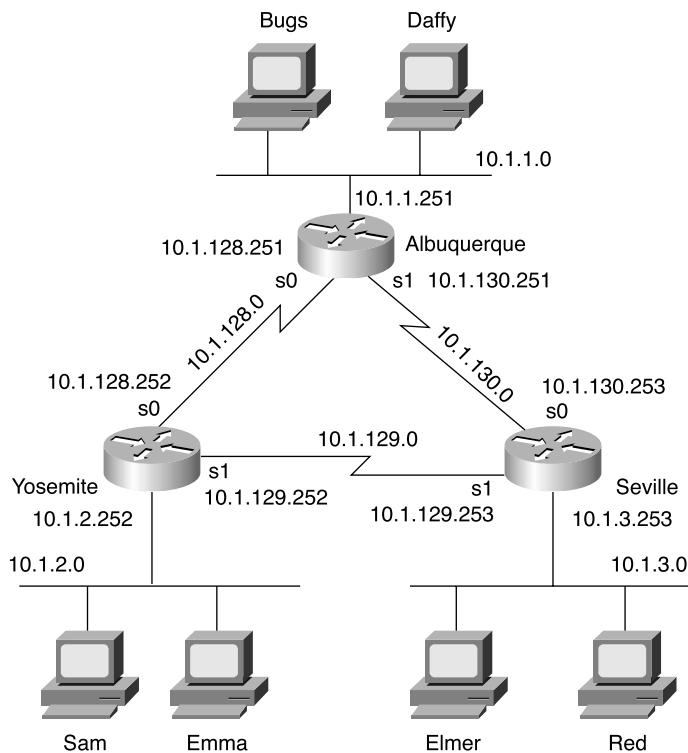 Bugs
Daffy
10.1.1.0
10.1.1.251
10.1.128.251
Albuquerque
s0
s1
10.1.130.251
10.1.128.0
10.1.130.0
10.1.128.252
s0
10.1.130.253
s0
10.1.129.0
s1
Yosemite
10.1.129.252
s1
Seville
10.1.2.252
10.1.129.253
10.1.3.253
10.1.2.0
10.1.3.0
Sam
Emma
Elmer
Red